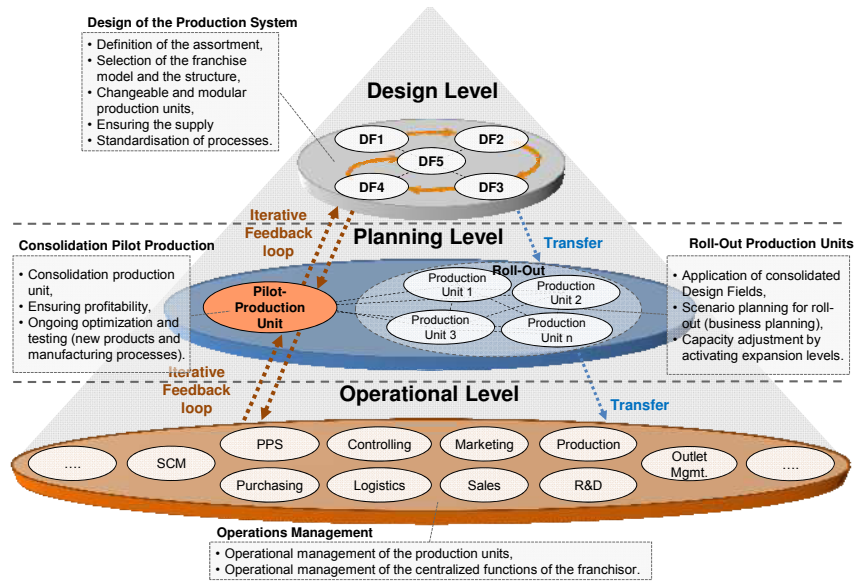 Design of the Production System
• Definition of the assortment,
• Selection of the franchise
model and the structure,
• Changeable and modular
production units,
• Ensuring the supply
• Standardisation of processes.
Design Level
DF1
DF2
DF5
DF4
DF3
Iterative
Feedback
loop
Planning Level
Transfer
Consolidation Pilot Production
• Consolidation production
unit,
• Ensuring profitability,
• Ongoing optimization and
testing (new products and
manufacturing processes).
Pilot-
Production
Unit
Roll-Out
Production
Unit 1
Production
Unit 2
Production
Unit 3
Production
Unit n
Roll-Out Production Units
• Application of consolidated
Design Fields,
• Scenario planning for roll-
out (business planning),
• Capacity adjustment by
activating expansion levels.
Iterative
Feedback
loop
Operational Level
Transfer
....
SCM
PPS
Controlling
Marketing
Production
Outlet
Mgmt.
....
Purchasing
Logistics
Sales
R&D
Operations Management
• Operational management of the production units,
• Operational management of the centralized functions of the franchisor.